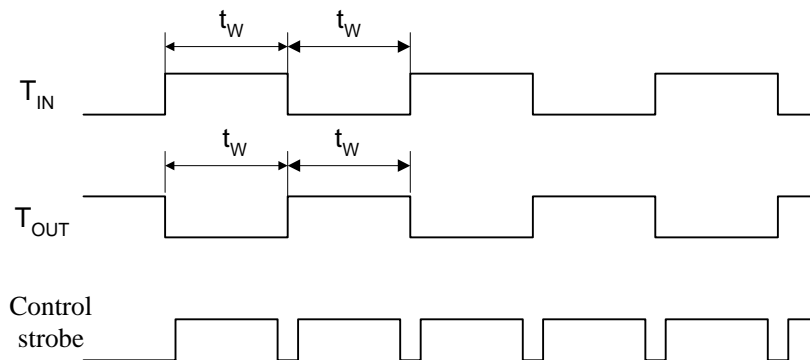 t_W t_W
T_IN
t_W t_W
T_OUT
Control
strobe